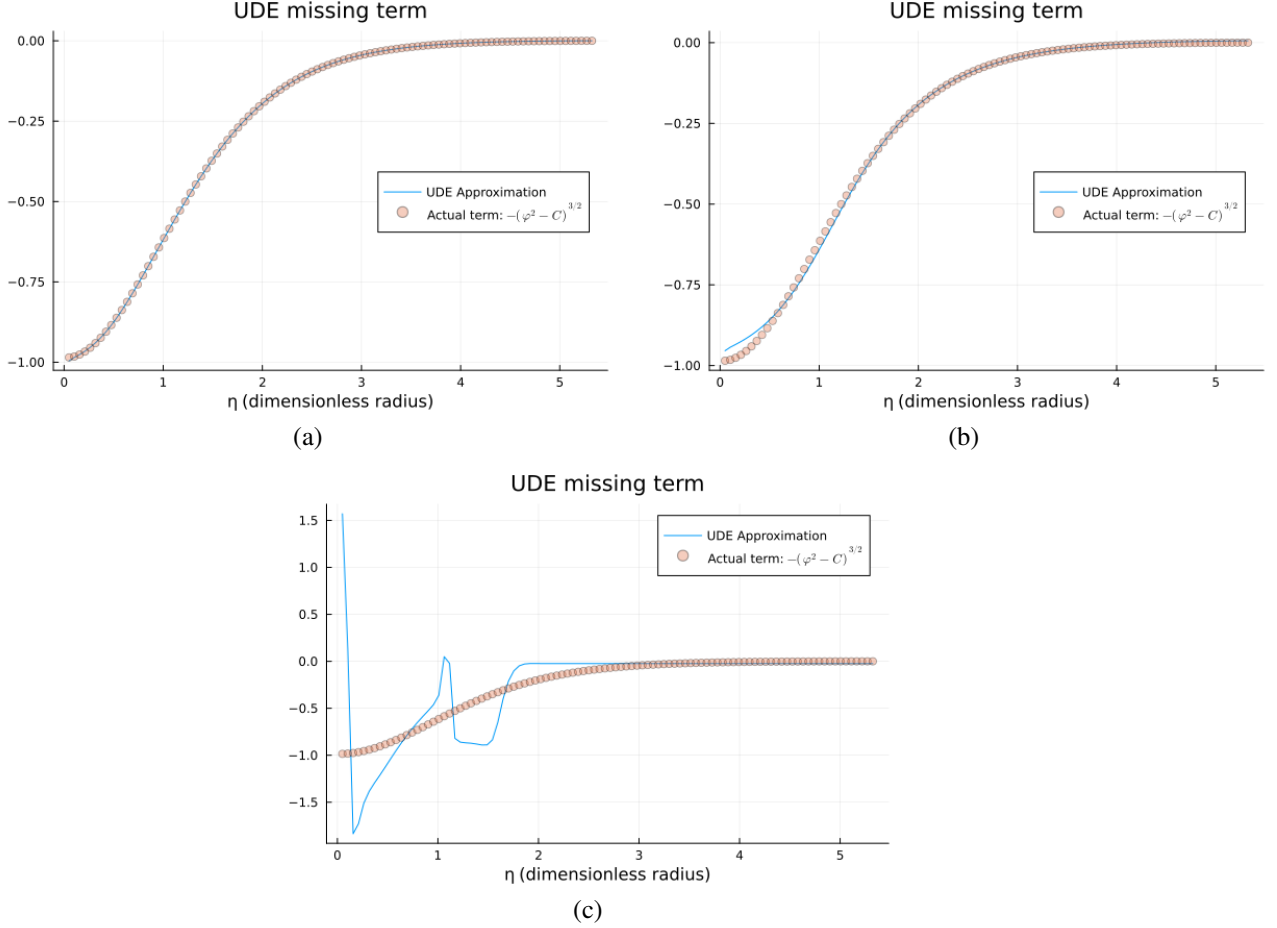 UDE missing term
0.00
−0.25
−0.50
−0.75
−1.00
UDE Approximation
Actual term: −(φ² − C)^{3/2}
0 1 2 3 4 5
η (dimensionless radius)
(a)
UDE missing term
0.00
−0.25
−0.50
−0.75
−1.00
UDE Approximation
Actual term: −(φ² − C)^{3/2}
0 1 2 3 4 5
η (dimensionless radius)
(b)
UDE missing term
1.5
1.0
0.5
0.0
−0.5
−1.0
−1.5
UDE Approximation
Actual term: −(φ² − C)^{3/2}
0 1 2 3 4 5
η (dimensionless radius)
(c)